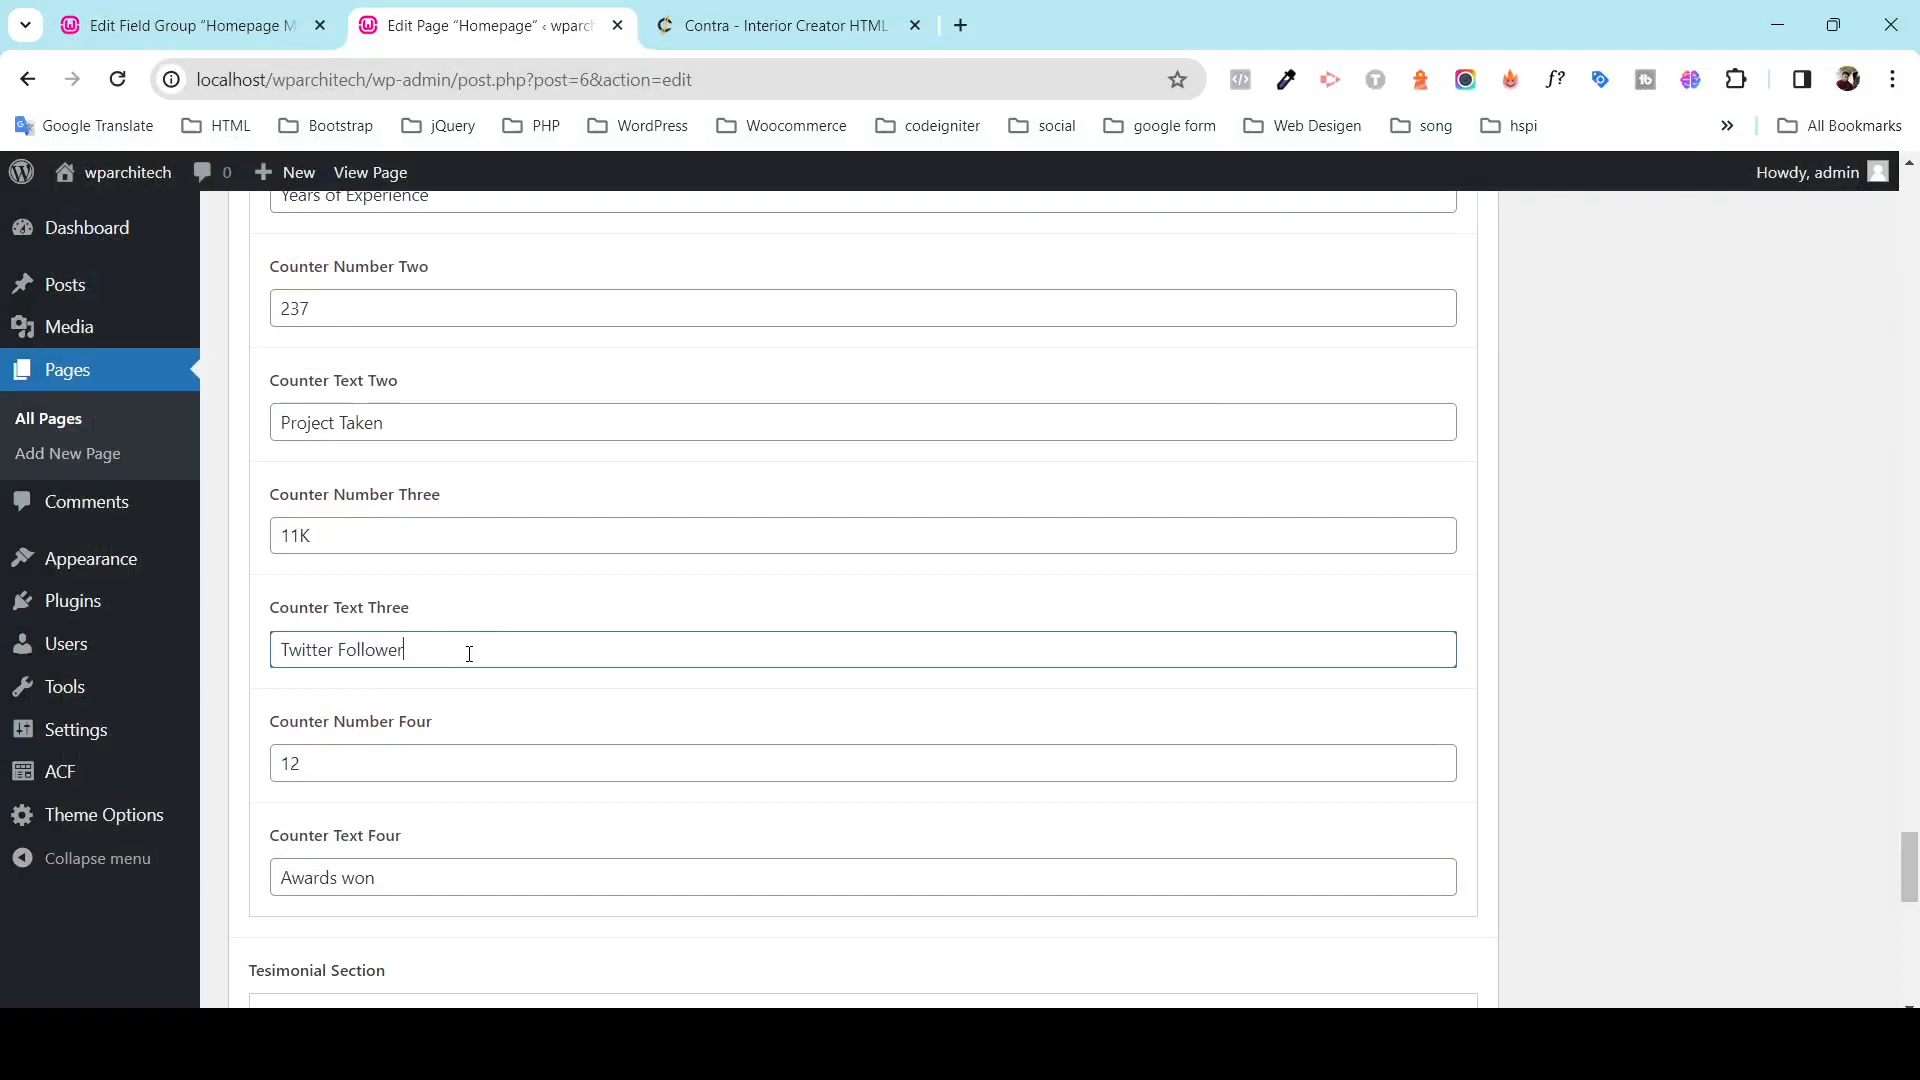 Edit Field Group “Homepage M
Edit Page “Homepage” ‹ wparch
Contra - Interior Creator HTML
localhost/wparchitech/wp-admin/post.php?post=6&action=edit
Google Translate
HTML
Bootstrap
jQuery
PHP
WordPress
Woocommerce
codeigniter
social
google form
Web Desigen
song
hspi
All Bookmarks
wparchitech
0
New
View Page
Howdy, admin
Dashboard
Posts
Media
Pages
All Pages
Add New Page
Comments
Appearance
Plugins
Users
Tools
Settings
ACF
Theme Options
Collapse menu
Years of Experience
Counter Number Two
237
Counter Text Two
Project Taken
Counter Number Three
11K
Counter Text Three
Twitter Follower
Counter Number Four
12
Counter Text Four
Awards won
Tesimonial Section